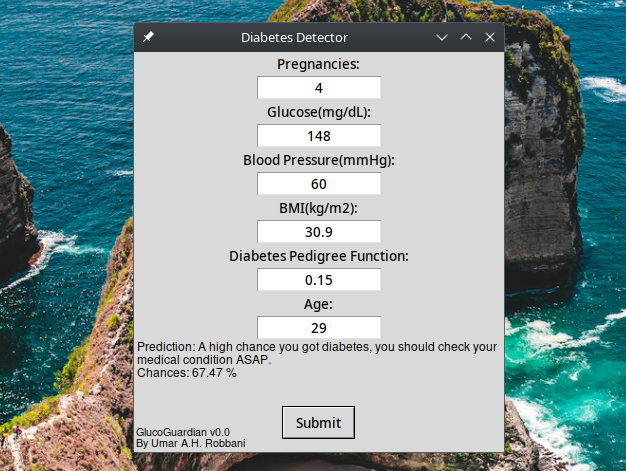 Diabetes Detector
Pregnancies:
4
Glucose(mg/dL):
148
Blood Pressure(mmHg):
60
BMI(kg/m2):
30.9
Diabetes Pedigree Function:
0.15
Age:
29
Prediction: A high chance you got diabetes, you should check your
medical condition ASAP.
Chances: 67.47 %
Submit
GlucoGuardian v0.0
By Umar A.H. Robbani